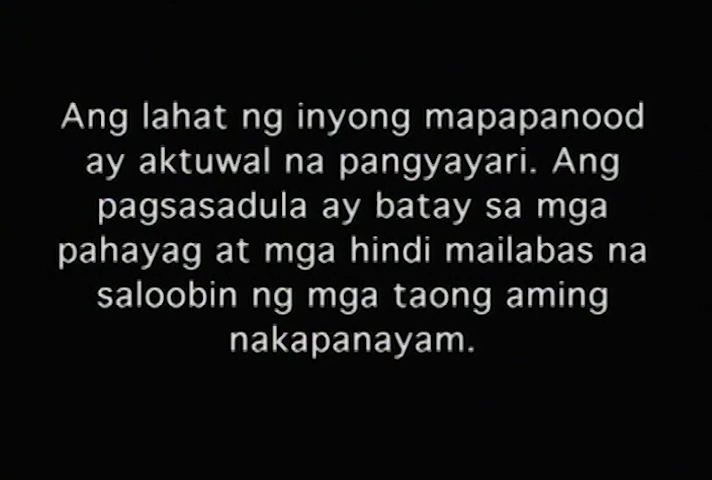 Ang lahat ng inyong mapapanood
ay aktuwal na pangyayari. Ang
pagsasadula ay batay sa mga
pahayag at mga hindi mailabas na
saloobin ng mga taong aming
nakapanayam.